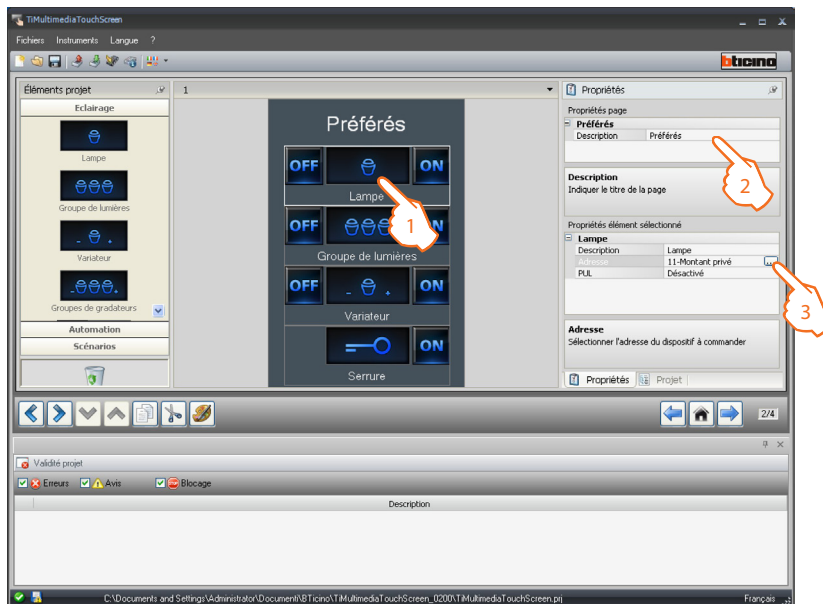 TiMultimediaTouchScreen
Fichiers Instruments Langue ?
bticino
Éléments projet
Eclairage
Lampe
Groupe de lumières
Variateur
Groupes de gradateurs
Automation
Scénarios
1
Préférés
OFF ON
Lampe
OFF ON
Groupe de lumières
OFF ON
Variateur
ON
Serrure
1
Propriétés
Propriétés page
Préférés
Description Préférés
Description
Indiquer le titre de la page
2
Propriétés élément sélectionné
Lampe
Description Lampe
Adresse 11-Montant privé ...
PUL Désactivé
3
Adresse
Sélectionner l'adresse du dispositif à commander
Propriétés Projet
2/4
Validité projet
Erreurs Avis Blocage
Description
C:\Documents and Settings\Administrator\Documenti\BTicino\TiMultimediaTouchScreen_0200\TiMultimediaTouchScreen.prj
Français